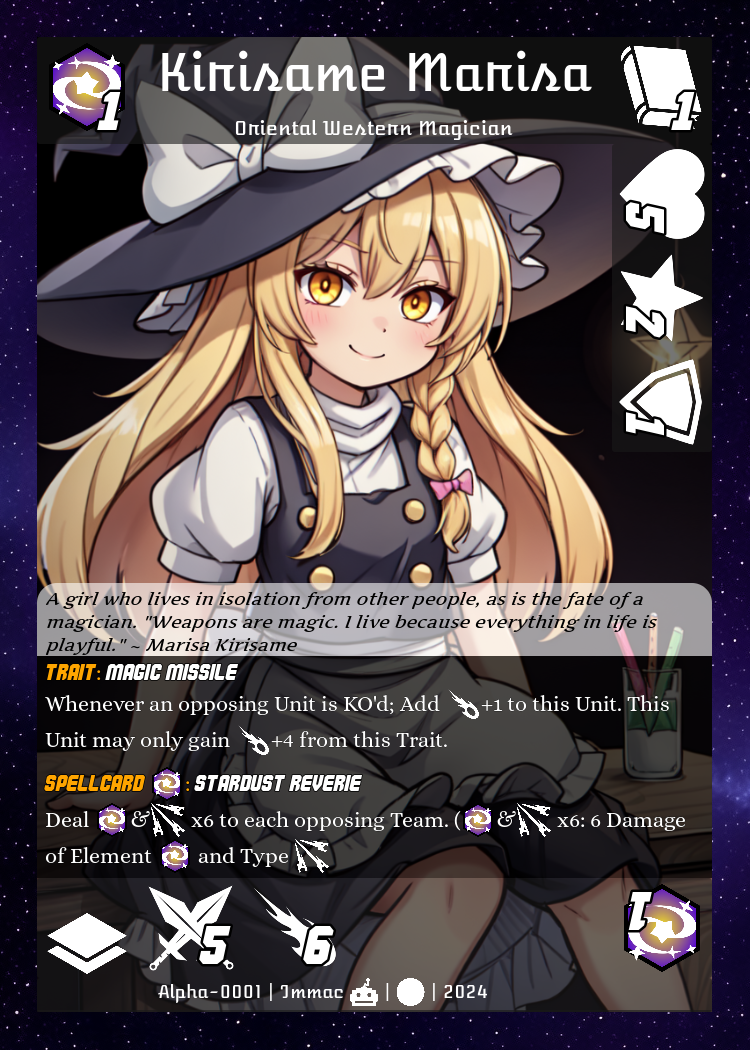 1
Kirisame Marisa
1
Oriental Western Magician
5
2
1
A girl who lives in isolation from other people, as is the fate of a
magician. "Weapons are magic. I live because everything in life is
playful." ~ Marisa Kirisame
TRAIT: MAGIC MISSILE
Whenever an opposing Unit is KO'd; Add +1 to this Unit. This
Unit may only gain +4 from this Trait.
SPELLCARD : STARDUST REVERIE
Deal & x6 to each opposing Team. ( & x6: 6 Damage
of Element and Type
5
6
1
Alpha-0001 | Immac | | 2024